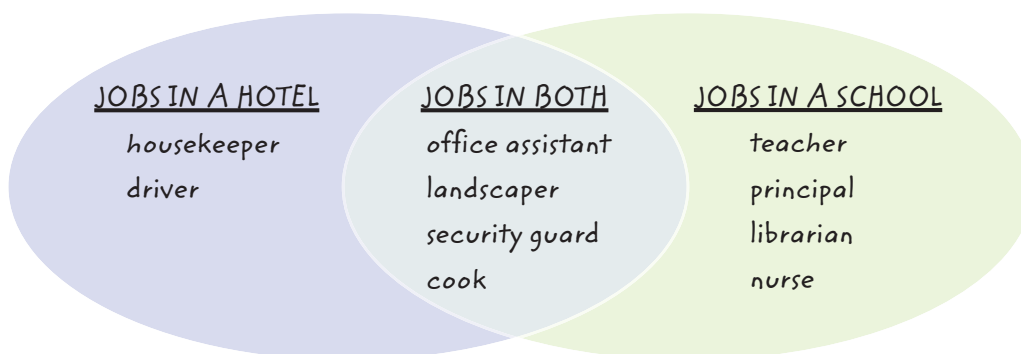 JOBS IN A HOTEL
housekeeper
driver
JOBS IN BOTH
office assistant
landscaper
security guard
cook
JOBS IN A SCHOOL
teacher
principal
librarian
nurse